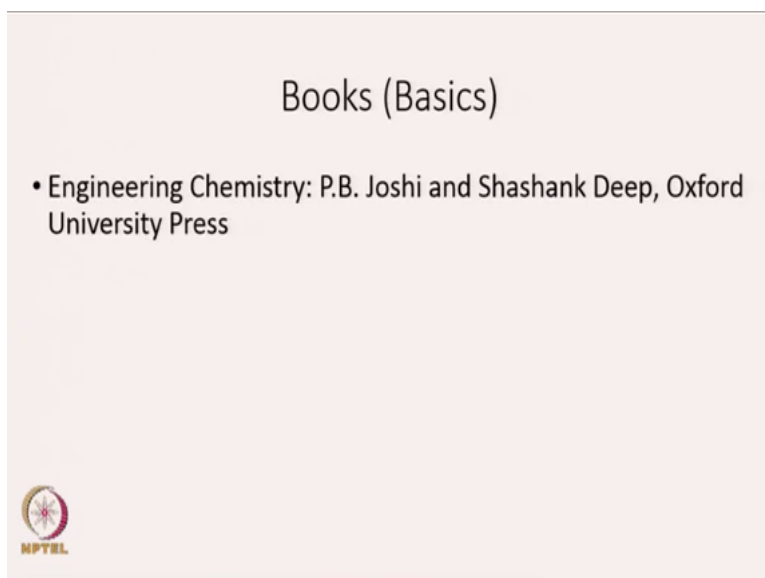 Books (Basics)
• Engineering Chemistry: P.B. Joshi and Shashank Deep, Oxford
University Press
NPTEL